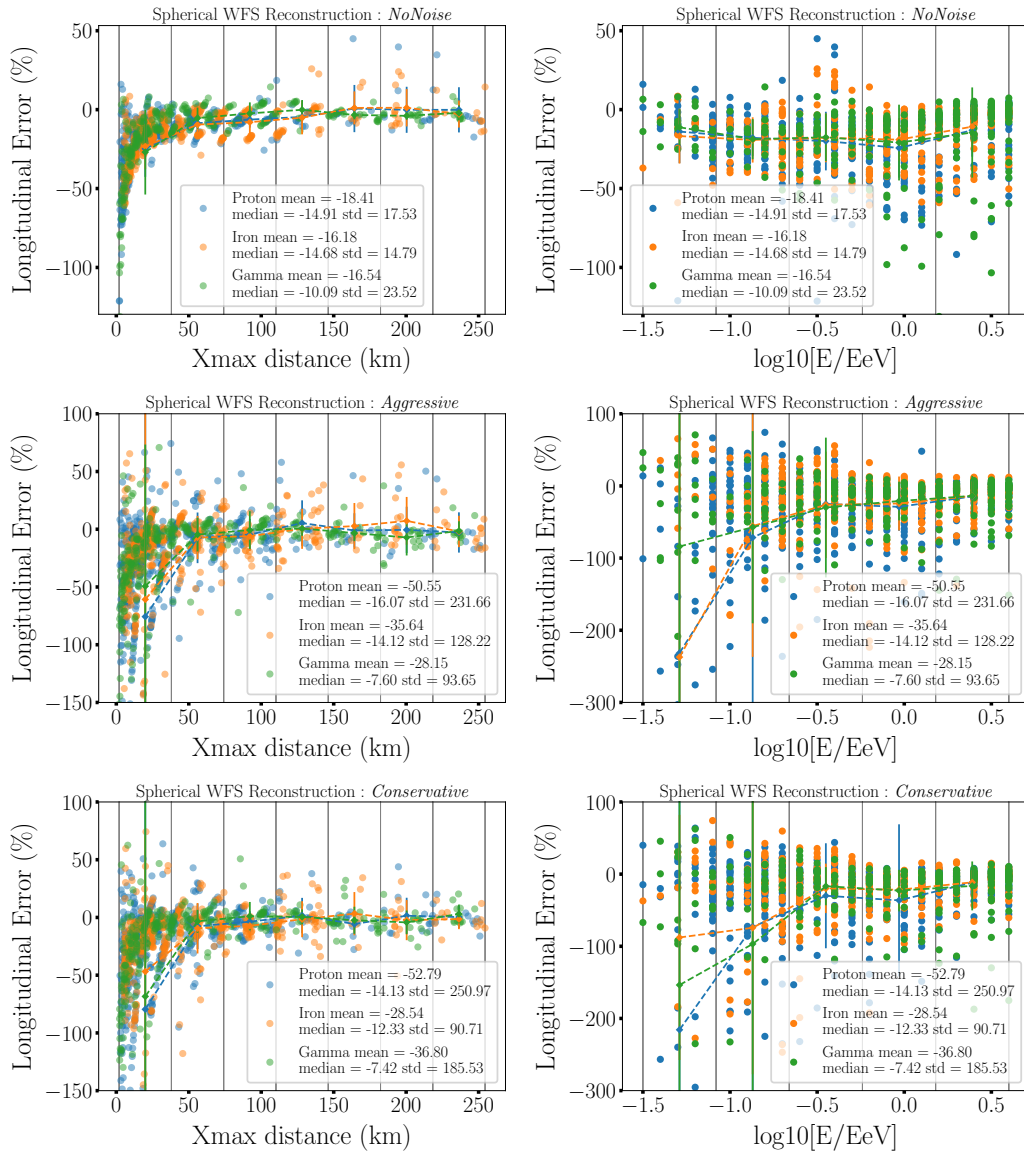 Spherical WFS Reconstruction : NoNoise
Longitudinal Error (%)
50
0
−50
−100
Proton mean = -18.41
median = -14.91 std = 17.53
Iron mean = -16.18
median = -14.68 std = 14.79
Gamma mean = -16.54
median = -10.09 std = 23.52
0 50 100 150 200 250
Xmax distance (km)
Spherical WFS Reconstruction : NoNoise
Longitudinal Error (%)
50
0
−50
−100
Proton mean = -18.41
median = -14.91 std = 17.53
Iron mean = -16.18
median = -14.68 std = 14.79
Gamma mean = -16.54
median = -10.09 std = 23.52
−1.5 −1.0 −0.5 0.0 0.5
log10[E/EeV]
Spherical WFS Reconstruction : Aggressive
Longitudinal Error (%)
100
50
0
−50
−100
−150
Proton mean = -50.55
median = -16.07 std = 231.66
Iron mean = -35.64
median = -14.12 std = 128.22
Gamma mean = -28.15
median = -7.60 std = 93.65
0 50 100 150 200 250
Xmax distance (km)
Spherical WFS Reconstruction : Aggressive
Longitudinal Error (%)
100
0
−100
−200
−300
Proton mean = -50.55
median = -16.07 std = 231.66
Iron mean = -35.64
median = -14.12 std = 128.22
Gamma mean = -28.15
median = -7.60 std = 93.65
−1.5 −1.0 −0.5 0.0 0.5
log10[E/EeV]
Spherical WFS Reconstruction : Conservative
Longitudinal Error (%)
100
50
0
−50
−100
−150
Proton mean = -52.79
median = -14.13 std = 250.97
Iron mean = -28.54
median = -12.33 std = 90.71
Gamma mean = -36.80
median = -7.42 std = 185.53
0 50 100 150 200 250
Xmax distance (km)
Spherical WFS Reconstruction : Conservative
Longitudinal Error (%)
100
0
−100
−200
−300
Proton mean = -52.79
median = -14.13 std = 250.97
Iron mean = -28.54
median = -12.33 std = 90.71
Gamma mean = -36.80
median = -7.42 std = 185.53
−1.5 −1.0 −0.5 0.0 0.5
log10[E/EeV]